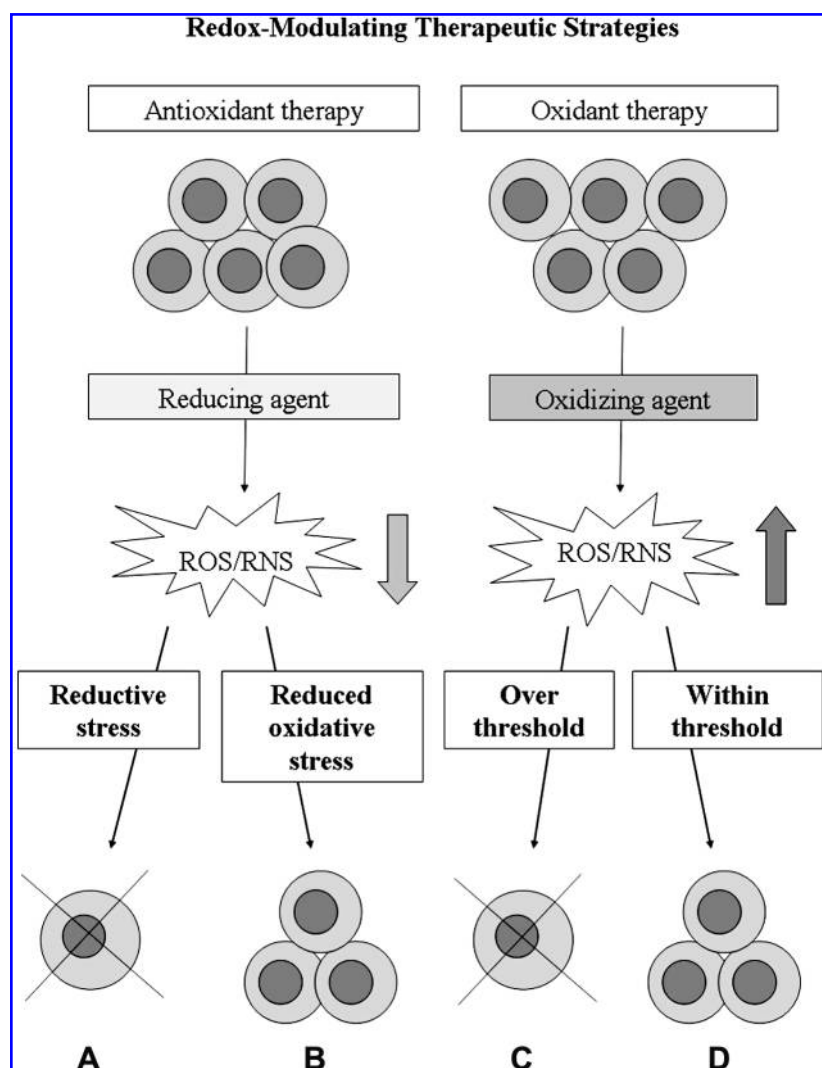 Redox-Modulating Therapeutic Strategies
Antioxidant therapy
Oxidant therapy
Reducing agent
Oxidizing agent
ROS/RNS
ROS/RNS
Reductive
stress
Reduced
oxidative
stress
Over
threshold
Within
threshold
A
B
C
D